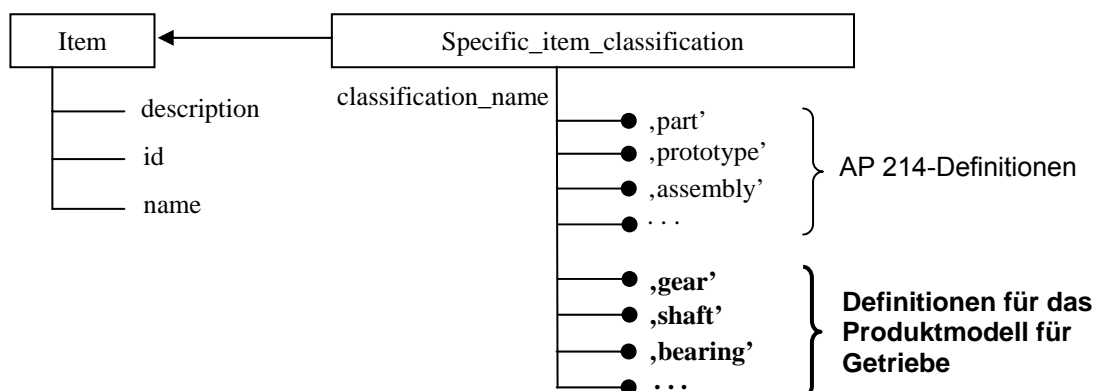 Item
Specific_item_classification
description
id
name
classification_name
‚part’
‚prototype’
‚assembly’
· · ·
AP 214-Definitionen
‚gear’
‚shaft’
‚bearing’
· · ·
Definitionen für das
Produktmodell für
Getriebe